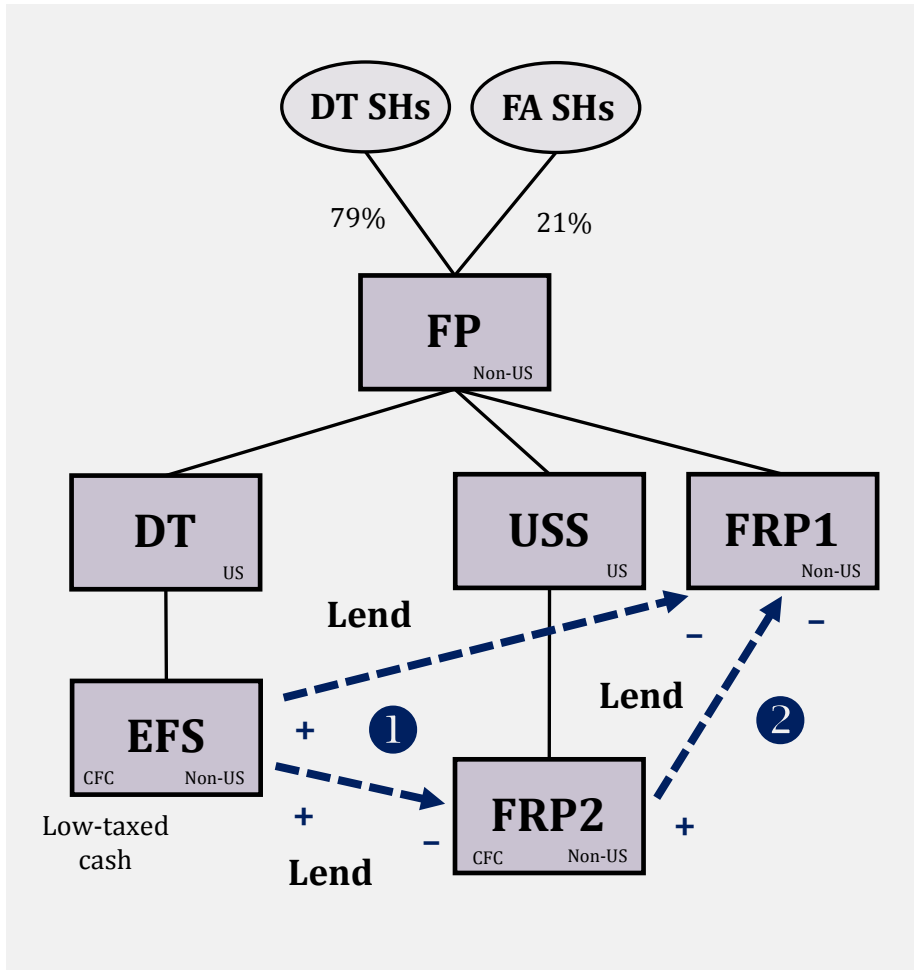 DT SHs
FA SHs
79%
21%
FP
Non-US
DT
US
USS
US
FRP1
Non-US
Lend
–
–
Lend
EFS
CFC
Non-US
+
1
2
+
–
Lend
FRP2
CFC
Non-US
+
Low-taxed
cash